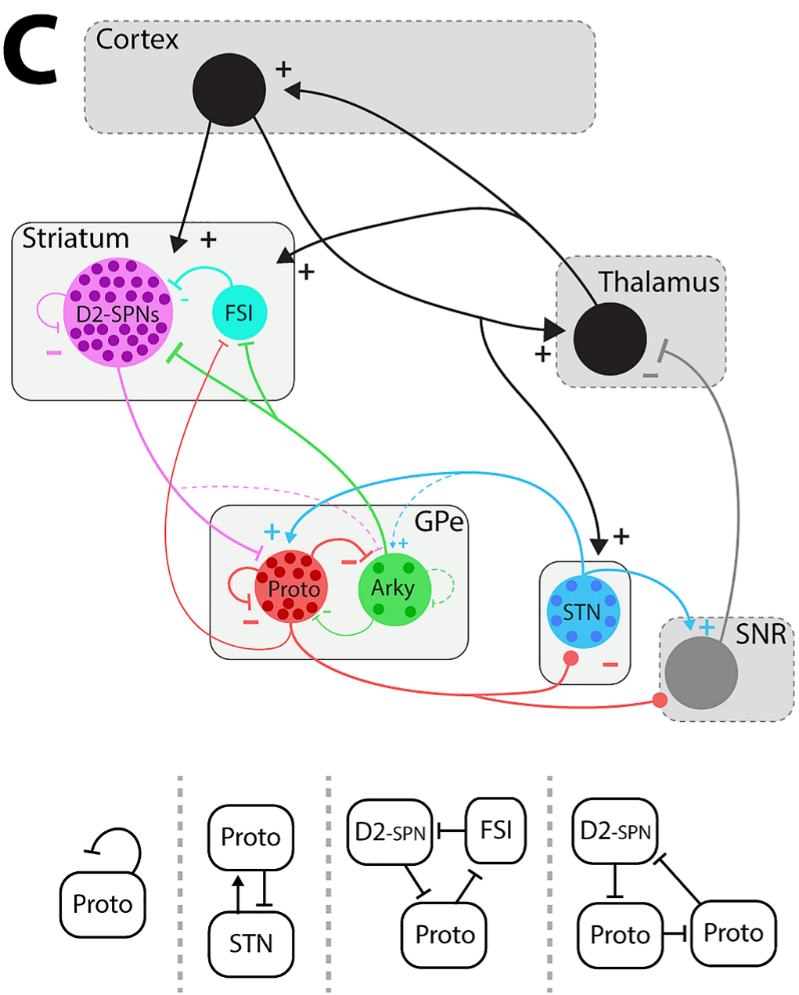 C
Cortex
+
Striatum
+
+
Thalamus
D2-SPNs
FSI
-
–
+
–
GPe
+
+
+
–
Proto
Arky
–
-
STN
–
+
SNR
Proto
Proto
STN
D2-SPN
FSI
Proto
D2-SPN
Proto
Proto